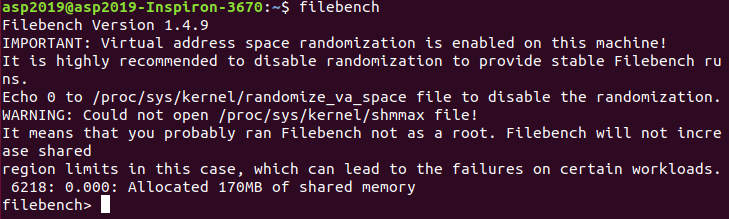 asp2019@asp2019-Inspiron-3670:~$ filebench
Filebench Version 1.4.9
IMPORTANT: Virtual address space randomization is enabled on this machine!
It is highly recommended to disable randomization to provide stable Filebench ru
ns.
Echo 0 to /proc/sys/kernel/randomize_va_space file to disable the randomization.
WARNING: Could not open /proc/sys/kernel/shmmax file!
It means that you probably ran Filebench not as a root. Filebench will not incre
ase shared
region limits in this case, which can lead to the failures on certain workloads.
 6218: 0.000: Allocated 170MB of shared memory
filebench>